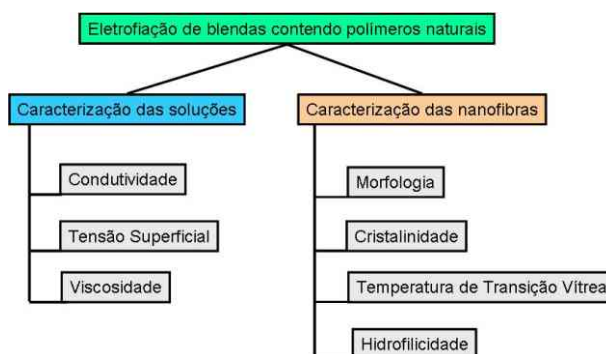 Eletrofiação de blendas contendo polímeros naturais
Caracterização das soluções
Caracterização das nanofibras
Condutividade
Tensão Superficial
Viscosidade
Morfologia
Cristalinidade
Temperatura de Transição Vítrea
Hidrofilicidade